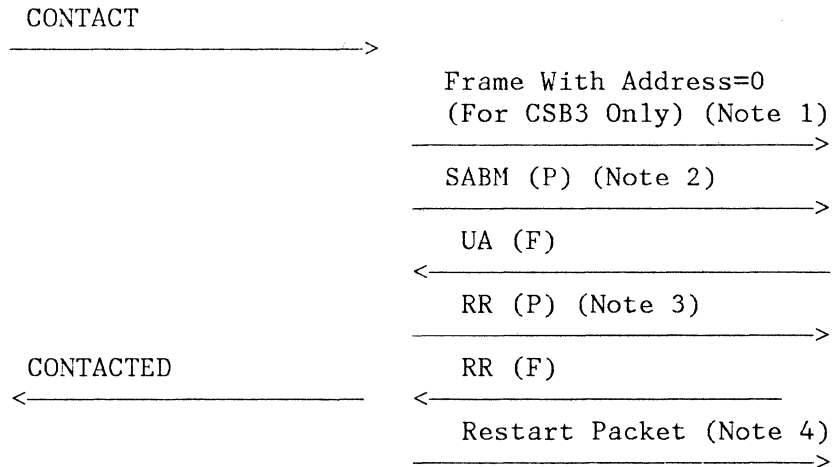 CONTACT
Frame With Address=0
(For CSB3 Only) (Note 1)
SABM (P) (Note 2)
UA (F)
RR (P) (Note 3)
CONTACTED
RR (F)
Restart Packet (Note 4)